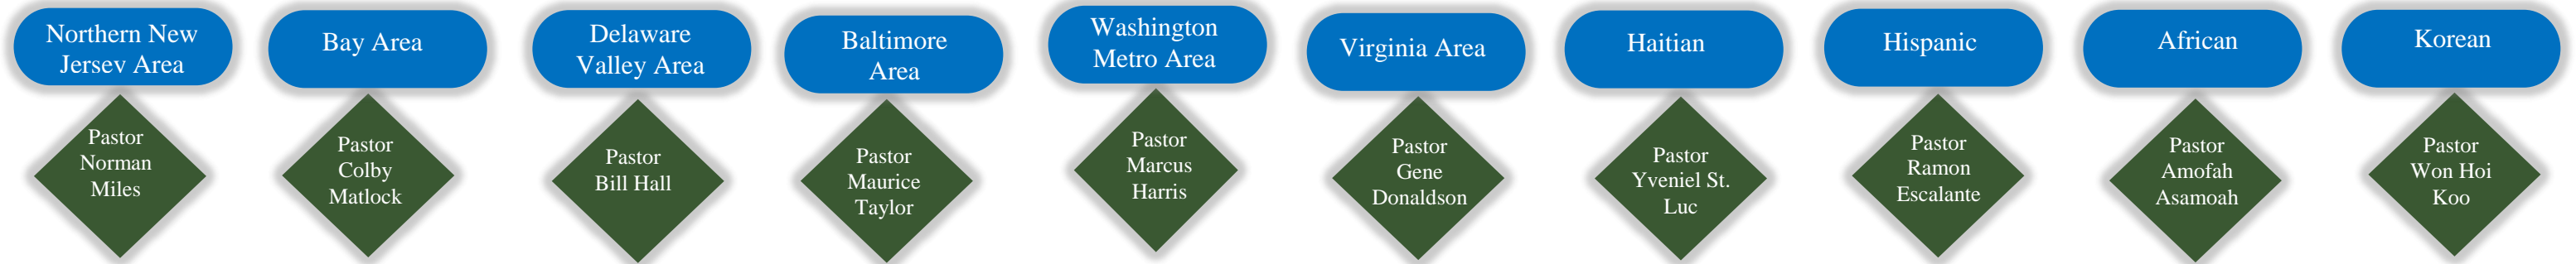 Northern New
Jersey Area
Bay Area
Delaware
Valley Area
Baltimore
Area
Washington
Metro Area
Virginia Area
Haitian
Hispanic
African
Korean
Pastor
Norman
Miles
Pastor
Colby
Matlock
Pastor
Bill Hall
Pastor
Maurice
Taylor
Pastor
Marcus
Harris
Pastor
Gene
Donaldson
Pastor
Yveniel St.
Luc
Pastor
Ramon
Escalante
Pastor
Amofah
Asamoah
Pastor
Won Hoi
Koo